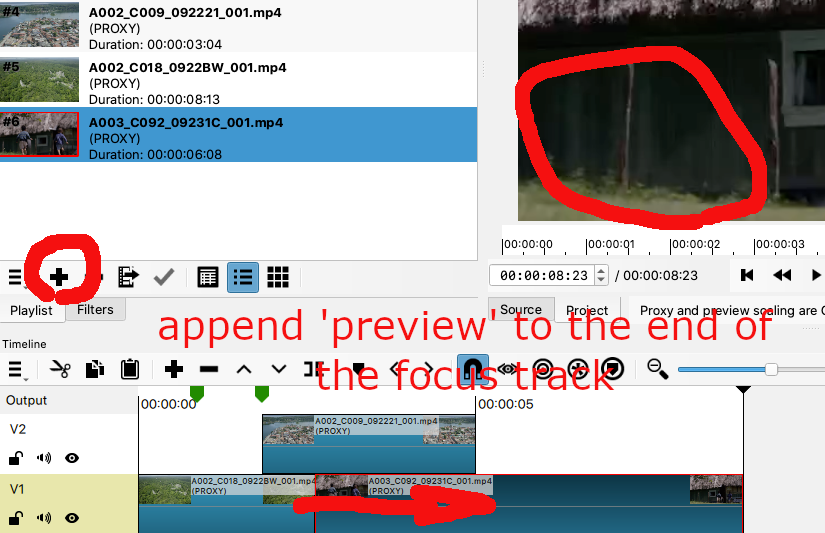 #4
A002_C009_092221_001.mp4
(PROXY)
Duration: 00:00:03:04
#5
A002_C018_0922BW_001.mp4
(PROXY)
Duration: 00:00:08:13
#6
A003_C092_09231C_001.mp4
(PROXY)
Duration: 00:00:06:08
00:00:00
00:00:01
00:00:02
00:00:03
00:00:08:23
/ 00:00:08:23
Playlist
Filters
Source
Project
Proxy and preview scaling are
append 'preview' to the end of
the focus track
Timeline
Output
00:00:00
00:00:05
V2
A002_C009_092221_001.mp4
(PROXY)
V1
A002_C018_0922BW_001.mp4
(PROXY)
A003_C092_09231C_001.mp4
(PROXY)